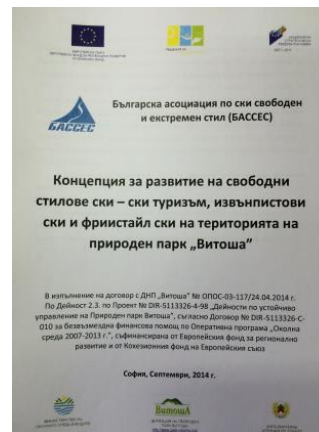 БАССЕС
Българска асоциация по ски свободен
и екстремен стил (БАССЕС)
Концепция за развитие на свободни
стилове ски – ски туризъм, извънпистови
ски и фриистайл ски на територията на
природен парк „Витоша“
В изпълнение на договор с ДНП „Витоша“ № ОПОС-03-117/24.04.2014 г.
По Дейност 2.3. по Проект № DIR-5113326-4-98 „Дейности по устойчиво
управление на Природен парк Витоша“, съгласно Договор № DIR-5113326-C-
010 за безвъзмездна финансова помощ по Оперативна програма „Околна
среда 2007-2013 г.“, съфинансирана от Европейския фонд за регионално
развитие и от Кохезионния фонд на Европейския съюз
София, Септември, 2014 г.
ВИТОША